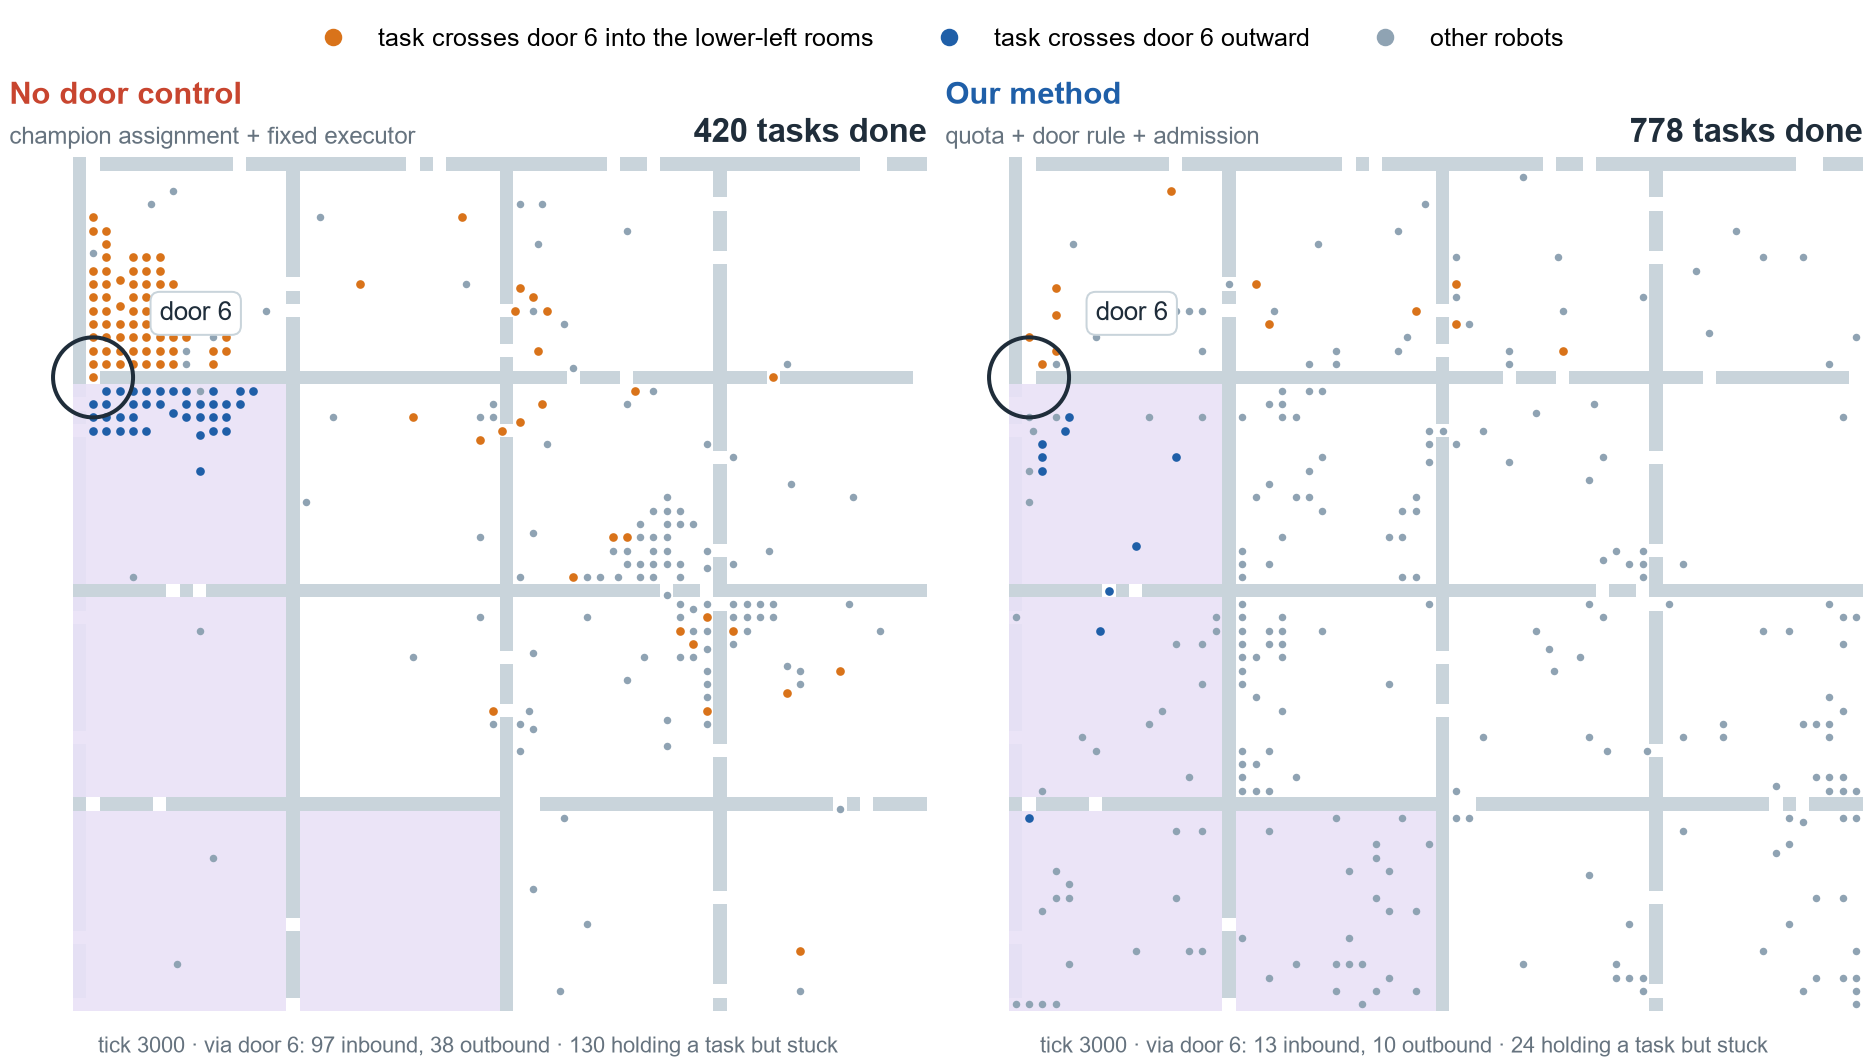 task crosses door 6 into the lower-left rooms
task crosses door 6 outward
other robots
No door control
champion assignment + fixed executor
420 tasks done
door 6
tick 3000 · via door 6: 97 inbound, 38 outbound · 130 holding a task but stuck
Our method
quota + door rule + admission
778 tasks done
door 6
tick 3000 · via door 6: 13 inbound, 10 outbound · 24 holding a task but stuck